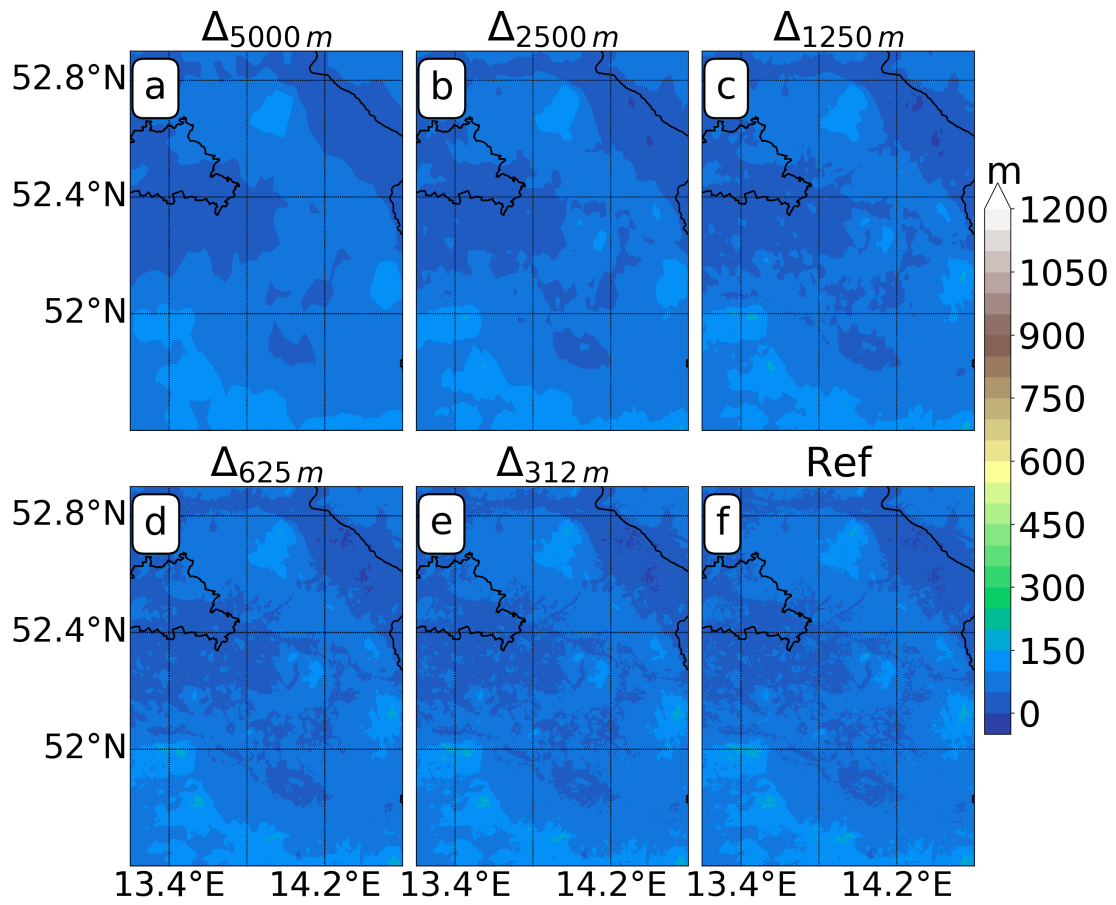 Δ5000 m Δ2500 m Δ1250 m
a b c
52.8°N
52.4°N
52°N
m
1200
1050
900
750
600
450
300
150
0
Δ625 m Δ312 m Ref
d e f
52.8°N
52.4°N
52°N
13.4°E 14.2°E 13.4°E 14.2°E 13.4°E 14.2°E